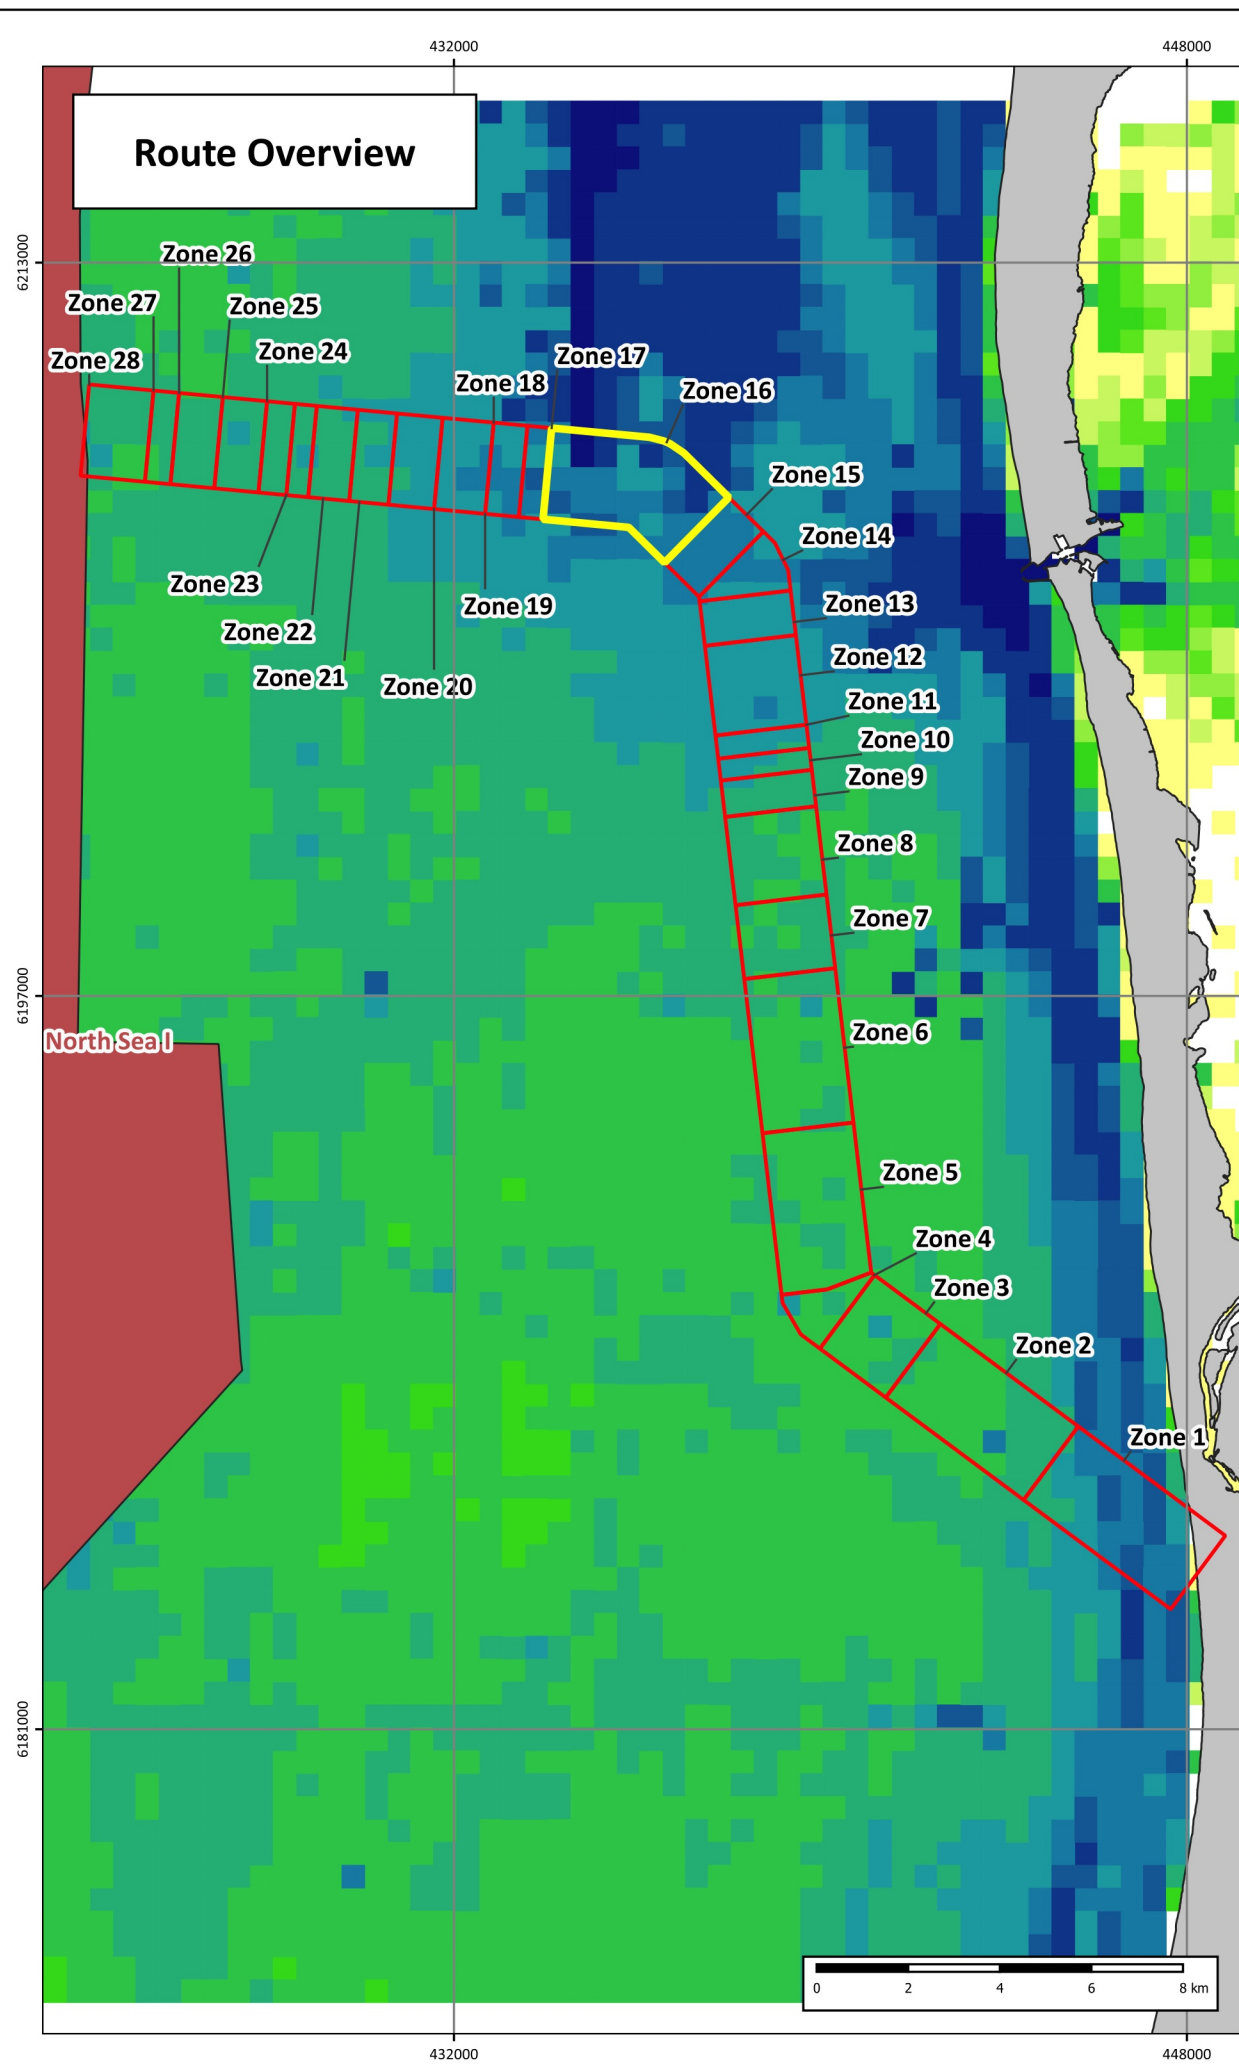 432000
448000
Route Overview
6213000
Zone 26
Zone 27
Zone 25
Zone 24
Zone 28
Zone 17
Zone 18
Zone 16
Zone 15
Zone 14
Zone 23
Zone 19
Zone 13
Zone 22
Zone 12
Zone 21
Zone 20
Zone 11
Zone 10
Zone 9
Zone 8
Zone 7
6197000
Zone 6
North Sea I
Zone 5
Zone 4
Zone 3
Zone 2
Zone 1
6181000
0 2 4 6 8 km
432000
448000